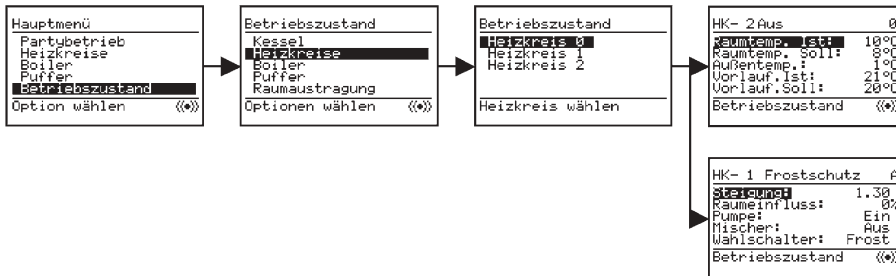 Hauptmenü
Partybetrieb
Heizkreise
Boiler
Puffer
Betriebszustand
Option wählen
Betriebszustand
Kessel
Heizkreise
Boiler
Puffer
Raumaustragung
Optionen wählen
Betriebszustand
Heizkreis 0
Heizkreis 1
Heizkreis 2
Heizkreis wählen
HK- 2Aus 0
Raumtemp. Ist: 10°C
Raumtemp. Soll: 8°C
Außentemp.: 1°C
Vorlauf.Ist: 21°C
Vorlauf.Soll: 20°C
Betriebszustand
HK- 1 Frostschutz A
Steigung: 1.30
Raumeinfluss: 0%
Pumpe: Ein
Mischer: Aus
Wahlschalter: Frost
Betriebszustand